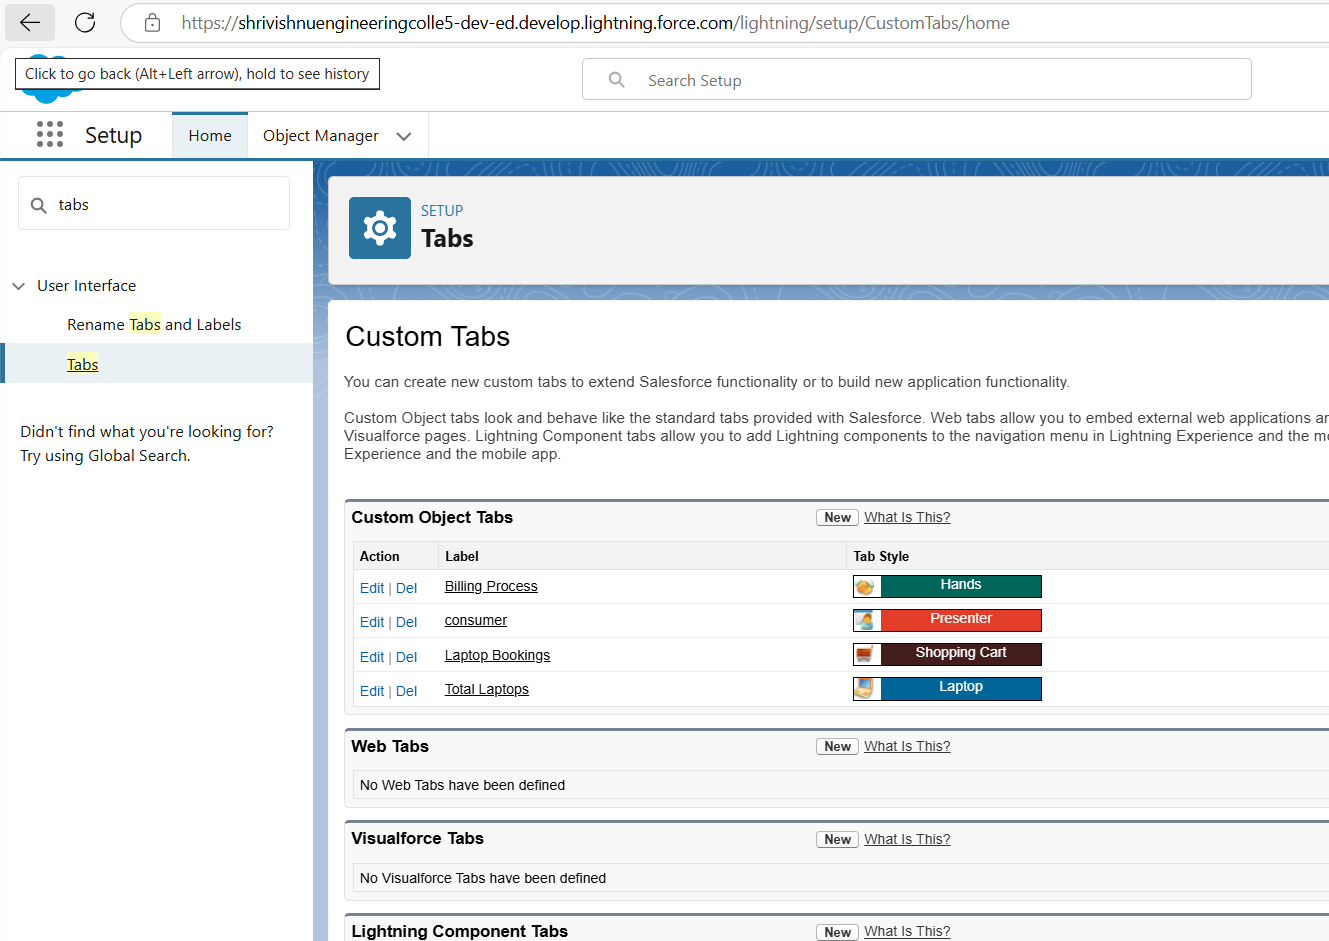 https://shrivishnuengineeringcolle5-dev-ed.develop.lightning.force.com/lightning/setup/CustomTabs/home
Click to go back (Alt+Left arrow), hold to see history
Search Setup
Setup
Home
Object Manager
tabs
User Interface
Rename Tabs and Labels
Tabs
Didn't find what you're looking for?
Try using Global Search.
SETUP
Tabs
Custom Tabs
You can create new custom tabs to extend Salesforce functionality or to build new application functionality.
Custom Object tabs look and behave like the standard tabs provided with Salesforce. Web tabs allow you to embed external web applications
Visualforce pages. Lightning Component tabs allow you to add Lightning components to the navigation menu in Lightning Experience and the
Experience and the mobile app.
Custom Object Tabs New What Is This?
Action Label Tab Style
Edit | Del Billing Process Hands
Edit | Del consumer Presenter
Edit | Del Laptop Bookings Shopping Cart
Edit | Del Total Laptops Laptop
Web Tabs New What Is This?
No Web Tabs have been defined
Visualforce Tabs New What Is This?
No Visualforce Tabs have been defined
Lightning Component Tabs New What Is This?